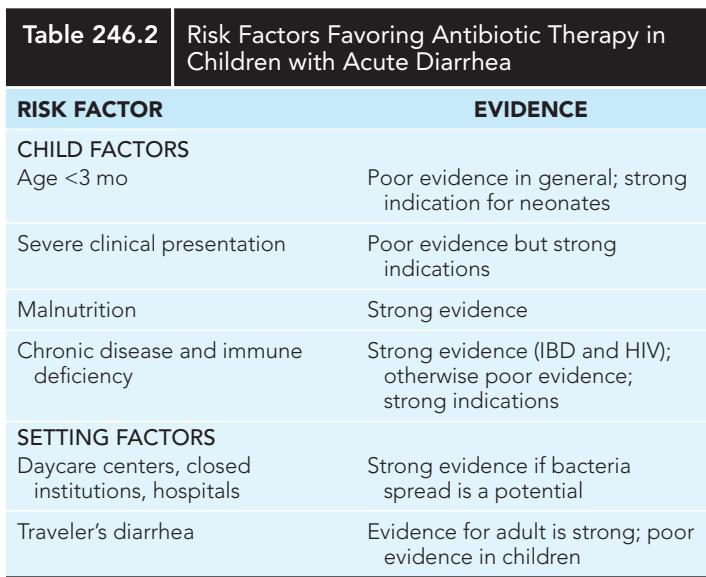 Table 246.2
Risk Factors Favoring Antibiotic Therapy in
Children with Acute Diarrhea
RISK FACTOR EVIDENCE
CHILD FACTORS
Age <3 mo Poor evidence in general; strong
indication for neonates
Severe clinical presentation Poor evidence but strong
indications
Malnutrition Strong evidence
Chronic disease and immune Strong evidence (IBD and HIV);
deficiency otherwise poor evidence;
strong indications
SETTING FACTORS
Daycare centers, closed Strong evidence if bacteria
institutions, hospitals spread is a potential
Traveler’s diarrhea Evidence for adult is strong; poor
evidence in children